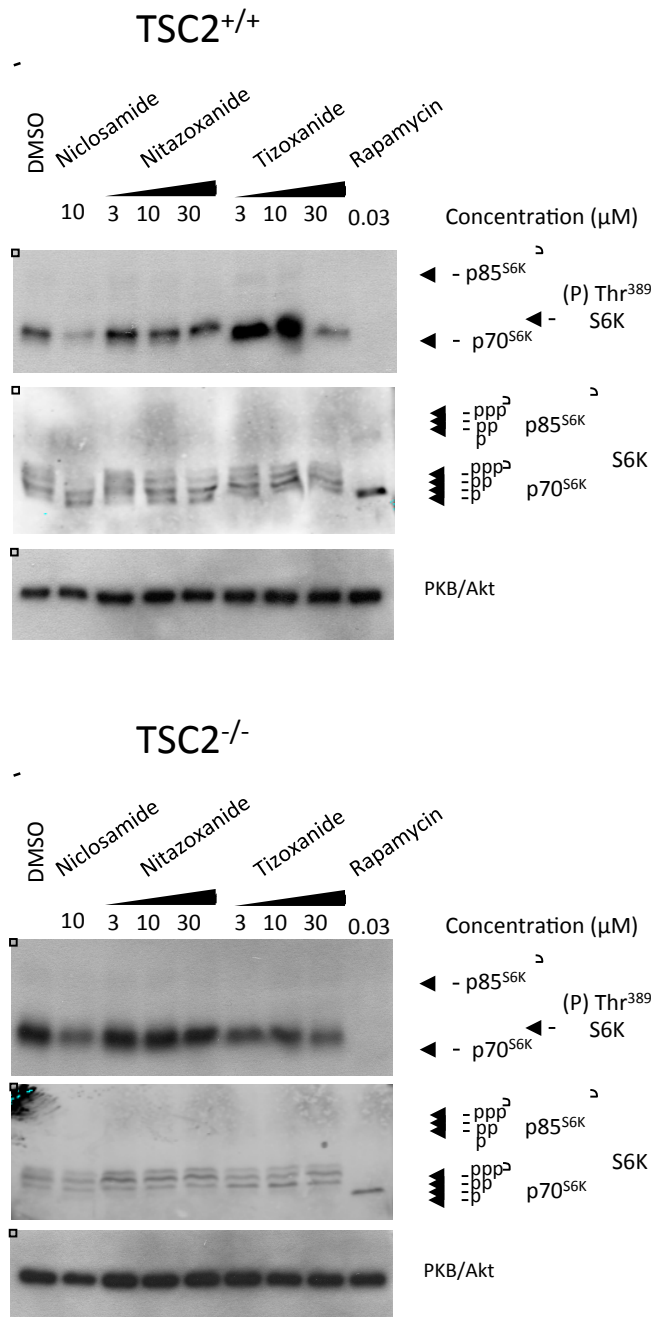 TSC2+/+
DMSO
Niclosamide
Nitazoxanide
Tizoxanide
Rapamycin
10 3 10 30 3 10 30 0.03 Concentration (µM)
- p85S6K
(P) Thr389
- S6K
- p70S6K
- ppp
- pp p85S6K
p
S6K
- ppp
- pp p70S6K
- p
PKB/Akt
TSC2-/-
DMSO
Niclosamide
Nitazoxanide
Tizoxanide
Rapamycin
10 3 10 30 3 10 30 0.03 Concentration (µM)
- p85S6K
(P) Thr389
- S6K
- p70S6K
- ppp
- pp p85S6K
p
S6K
- ppp
- pp p70S6K
- p
PKB/Akt